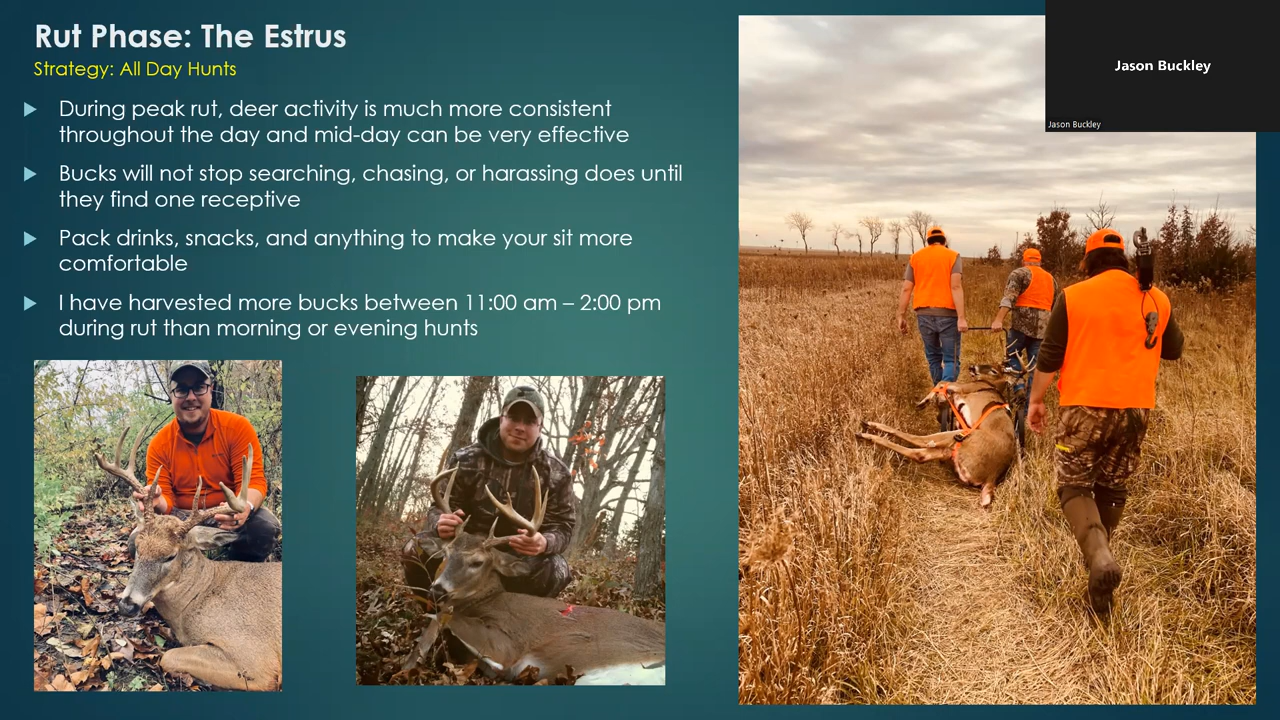 Rut Phase: The Estrus
Strategy: All Day Hunts
During peak rut, deer activity is much more consistent
throughout the day and mid-day can be very effective
Bucks will not stop searching, chasing, or harassing does until
they find one receptive
Pack drinks, snacks, and anything to make your sit more
comfortable
I have harvested more bucks between 11:00 am – 2:00 pm
during rut than morning or evening hunts
Jason Buckley
Jason Buckley